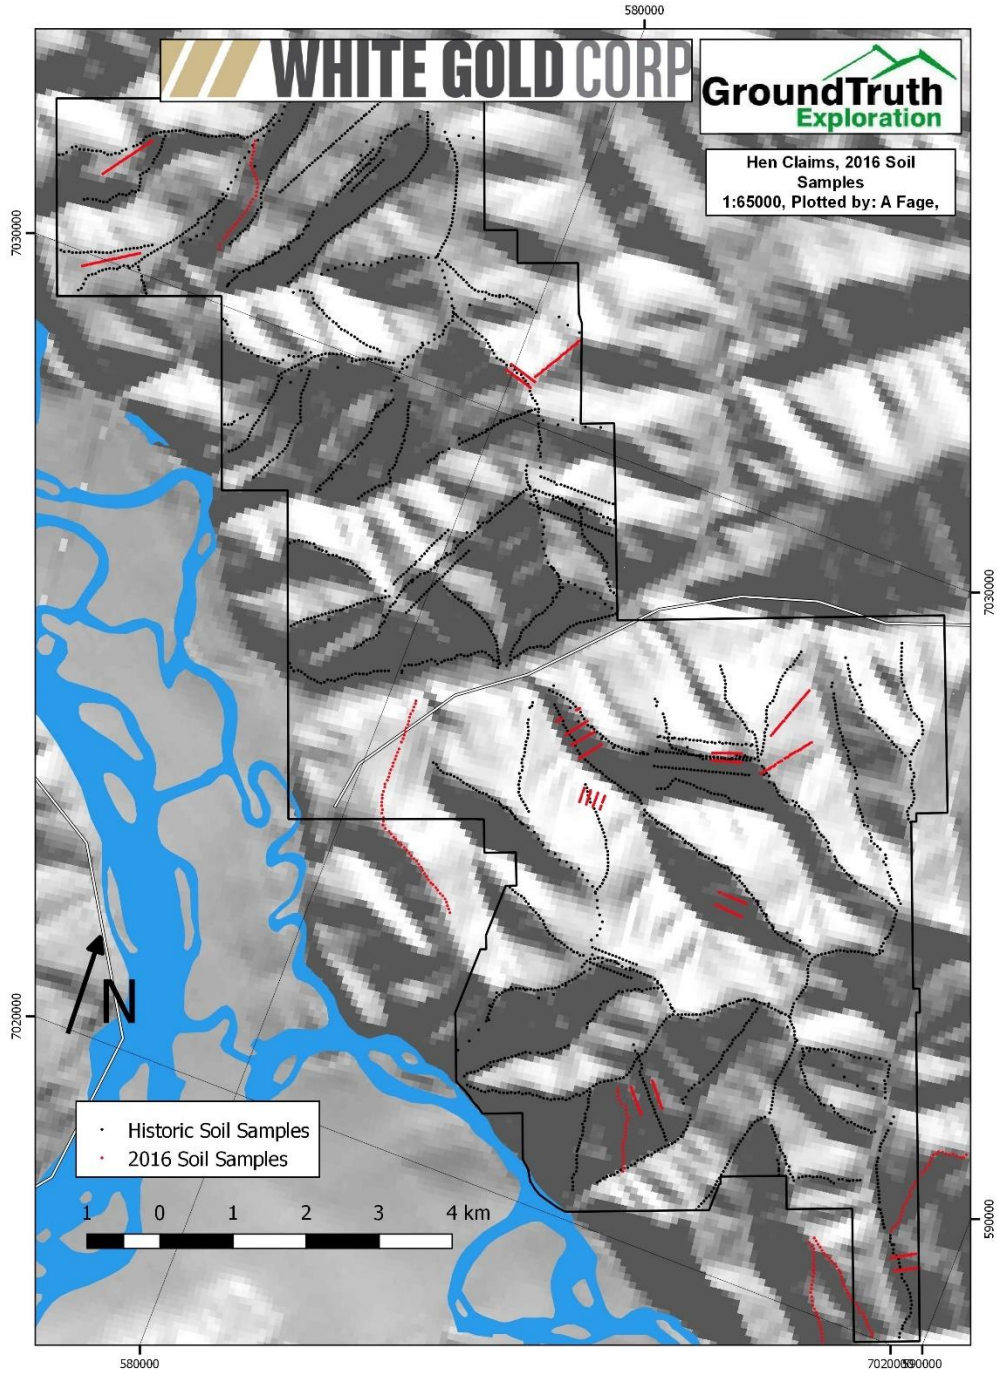 580000
WHITE GOLD CORP
GroundTruth
Exploration
Hen Claims, 2016 Soil
Samples
1:65000, Plotted by: A Fage,
7030000
7030000
N
7020000
Historic Soil Samples
2016 Soil Samples
1 0 1 2 3 4 km
590000
580000